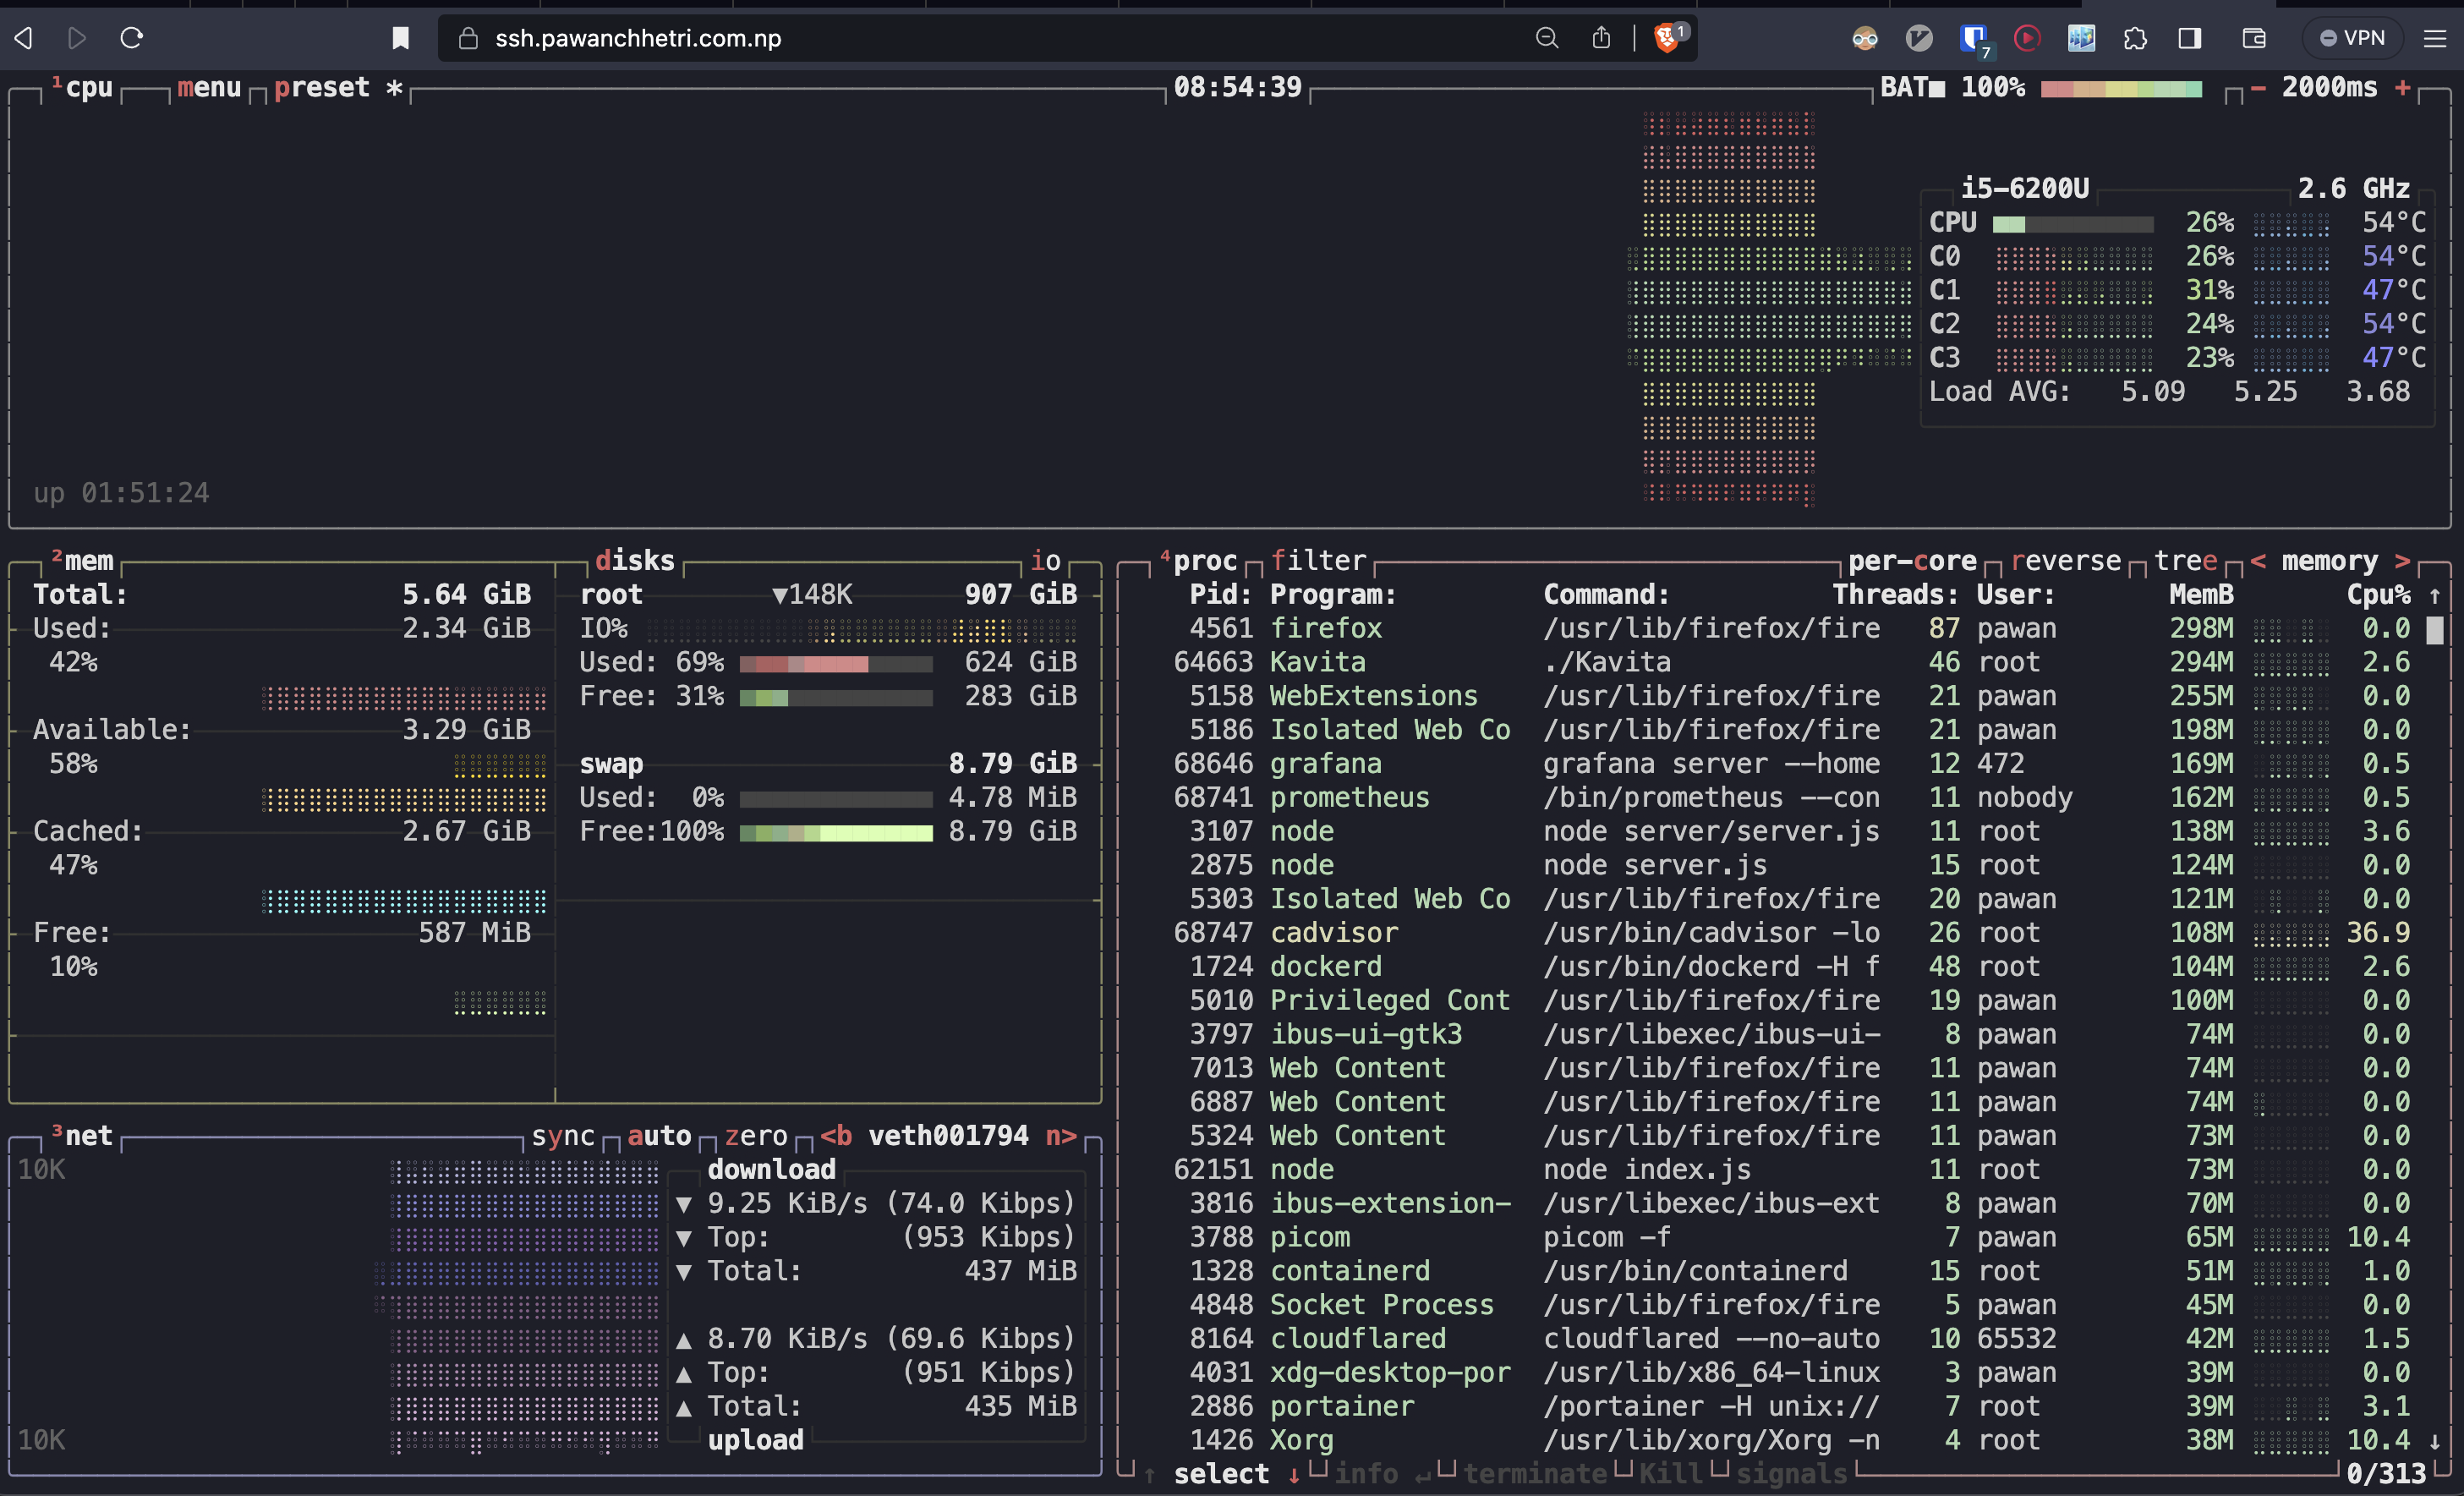 ssh.pawanchhetri.com.np 1 7 VPN
¹cpu menu preset * 08:54:39 BAT■ 100% - 2000ms +
i5-6200U 2.6 GHz
CPU 26% 54°C
C0 26% 54°C
C1 31% 47°C
C2 24% 54°C
C3 23% 47°C
Load AVG: 5.09 5.25 3.68
up 01:51:24
²mem disks io
Total: 5.64 GiB
Used: 2.34 GiB
42%
Available: 3.29 GiB
58%
Cached: 2.67 GiB
47%
Free: 587 MiB
10%
root ▼148K 907 GiB
IO%
Used: 69% 624 GiB
Free: 31% 283 GiB
swap 8.79 GiB
Used: 0% 4.78 MiB
Free:100% 8.79 GiB
³net sync auto zero <b veth001794 n>
10K
download
▼ 9.25 KiB/s (74.0 Kibps)
▼ Top: (953 Kibps)
▼ Total: 437 MiB
▲ 8.70 KiB/s (69.6 Kibps)
▲ Top: (951 Kibps)
▲ Total: 435 MiB
10K
upload
⁴proc filter per-core reverse tree < memory >
Pid: Program: Command: Threads: User: MemB Cpu% ↑
4561 firefox /usr/lib/firefox/fire 87 pawan 298M 0.0
64663 Kavita ./Kavita 46 root 294M 2.6
5158 WebExtensions /usr/lib/firefox/fire 21 pawan 255M 0.0
5186 Isolated Web Co /usr/lib/firefox/fire 21 pawan 198M 0.0
68646 grafana grafana server --home 12 472 169M 0.5
68741 prometheus /bin/prometheus --con 11 nobody 162M 0.5
3107 node node server/server.js 11 root 138M 3.6
2875 node node server.js 15 root 124M 0.0
5303 Isolated Web Co /usr/lib/firefox/fire 20 pawan 121M 0.0
68747 cadvisor /usr/bin/cadvisor -lo 26 root 108M 36.9
1724 dockerd /usr/bin/dockerd -H f 48 root 104M 2.6
5010 Privileged Cont /usr/lib/firefox/fire 19 pawan 100M 0.0
3797 ibus-ui-gtk3 /usr/libexec/ibus-ui- 8 pawan 74M 0.0
7013 Web Content /usr/lib/firefox/fire 11 pawan 74M 0.0
6887 Web Content /usr/lib/firefox/fire 11 pawan 74M 0.0
5324 Web Content /usr/lib/firefox/fire 11 pawan 73M 0.0
62151 node node index.js 11 root 73M 0.0
3816 ibus-extension- /usr/libexec/ibus-ext 8 pawan 70M 0.0
3788 picom picom -f 7 pawan 65M 10.4
1328 containerd /usr/bin/containerd 15 root 51M 1.0
4848 Socket Process /usr/lib/firefox/fire 5 pawan 45M 0.0
8164 cloudflared cloudflared --no-auto 10 65532 42M 1.5
4031 xdg-desktop-por /usr/lib/x86_64-linux 3 pawan 39M 0.0
2886 portainer /portainer -H unix:// 7 root 39M 3.1
1426 Xorg /usr/lib/xorg/Xorg -n 4 root 38M 10.4 ↓
↑ select ↓ info ↵ terminate Kill signals 0/313